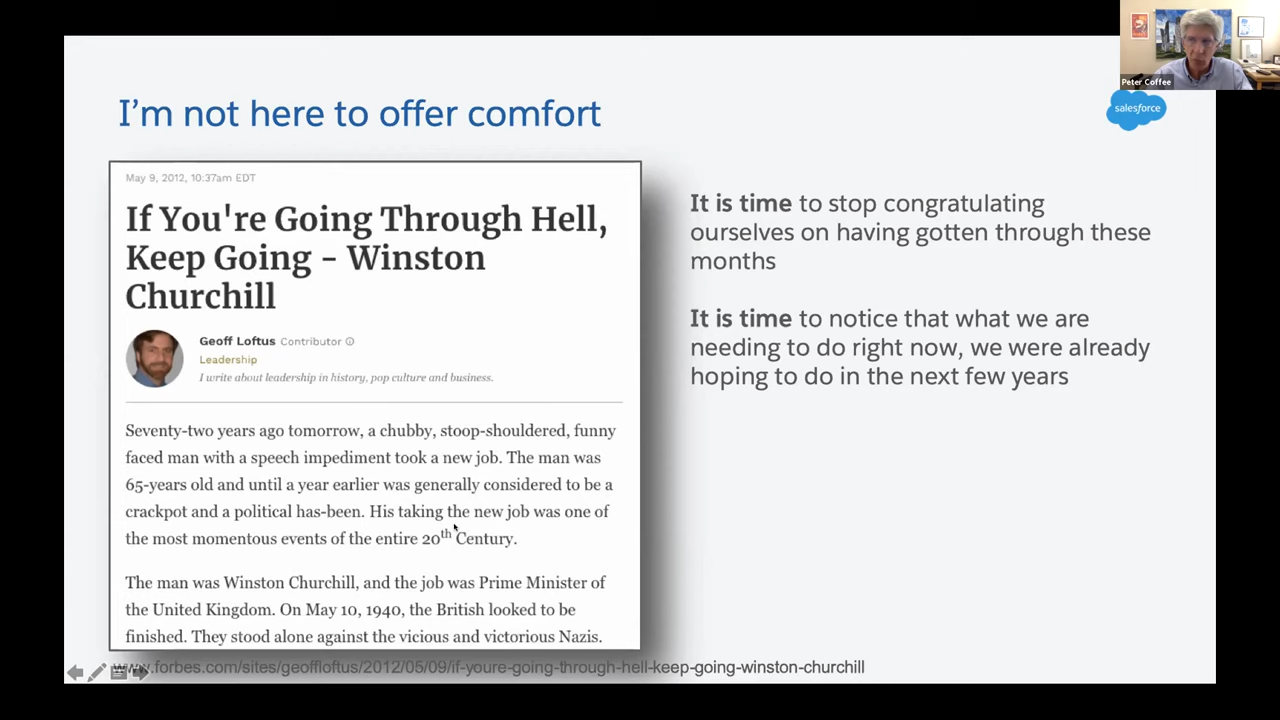 Peter Coffee
salesforce
I'm not here to offer comfort
May 9, 2012, 10:37am EDT
If You're Going Through Hell,
Keep Going - Winston
Churchill
Geoff Loftus Contributor
Leadership
I write about leadership in history, pop culture and business.
Seventy-two years ago tomorrow, a chubby, stoop-shouldered, funny
faced man with a speech impediment took a new job. The man was
65-years old and until a year earlier was generally considered to be a
crackpot and a political has-been. His taking the new job was one of
the most momentous events of the entire 20th Century.
The man was Winston Churchill, and the job was Prime Minister of
the United Kingdom. On May 10, 1940, the British looked to be
finished. They stood alone against the vicious and victorious Nazis.
www.forbes.com/sites/geoffloftus/2012/05/09/if-youre-going-through-hell-keep-going-winston-churchill
It is time to stop congratulating
ourselves on having gotten through these
months
It is time to notice that what we are
needing to do right now, we were already
hoping to do in the next few years